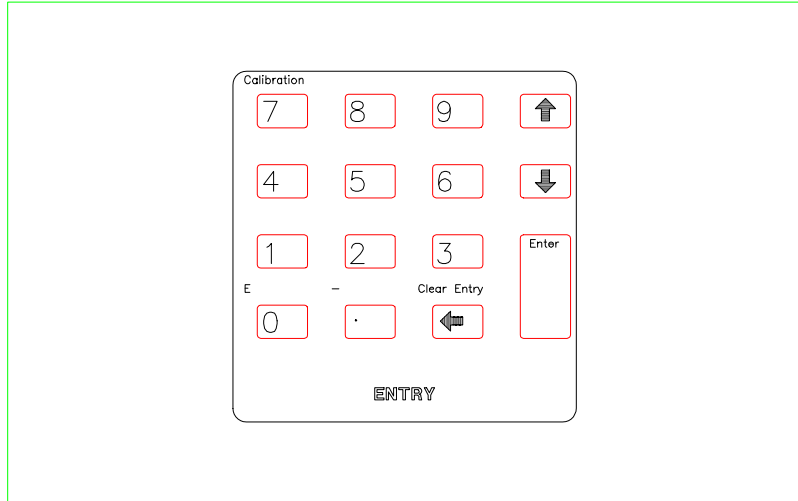 Calibration
7 8 9
4 5 6
1 2 3 Enter
E - Clear Entry
0 .
ENTRY